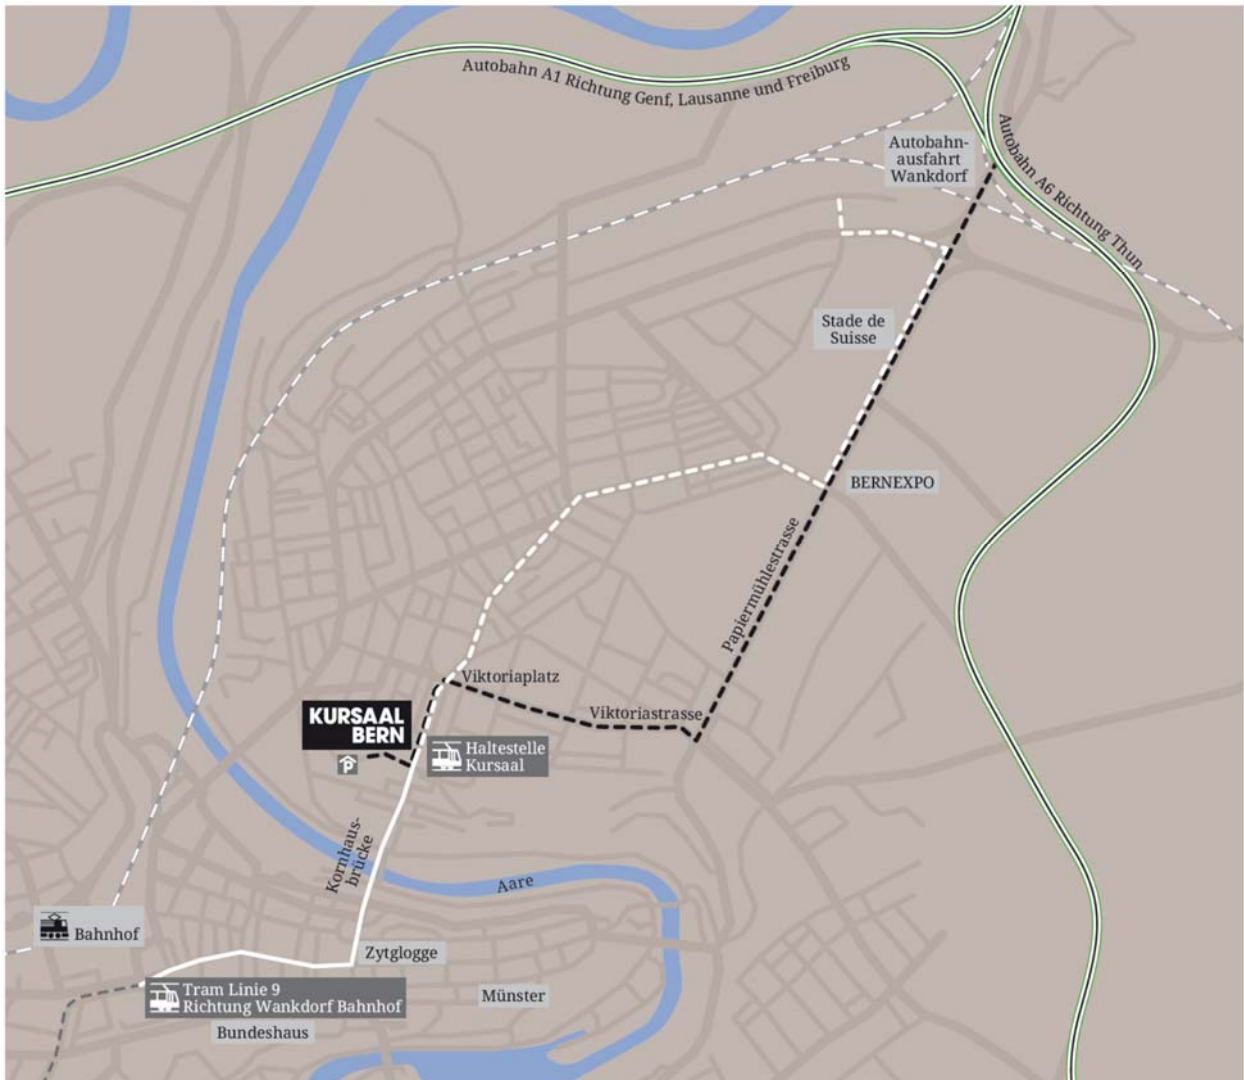 Autobahn A1 Richtung Genf, Lausanne und Freiburg
Autobahn-
ausfahrt
Wankdorf
Autobahn A6 Richtung Thun
Stade de
Suisse
BERNEXPO
Papiermühlestrasse
Viktoriaplatz
Viktoriastrasse
KURSAAL
BERN
P
Haltestelle
Kursaal
Kornhaus-
brücke
Aare
Bahnhof
Zytglogge
Tram Linie 9
Richtung Wankdorf Bahnhof
Münster
Bundeshaus